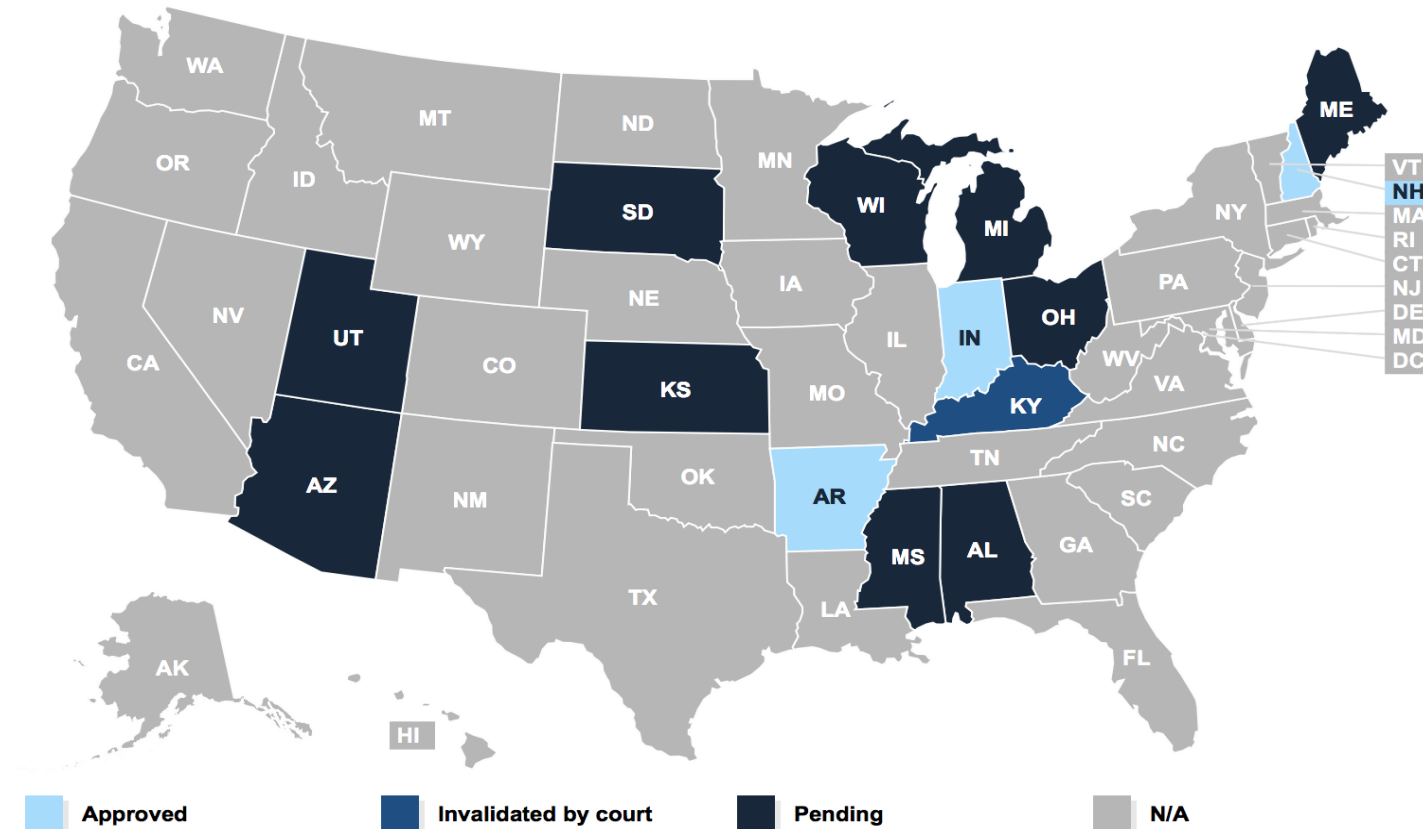 WA
ME
MT
ND
MN
OR
ID
VT
NH
SD
WI
MI
NY
MA
WY
RI
CT
IA
PA
NJ
NE
NV
UT
OH
DE
IL
IN
MD
CA
CO
WV
DC
KS
MO
VA
KY
NC
TN
OK
AZ
NM
AR
SC
MS
AL
GA
TX
LA
FL
AK
HI
Approved Invalidated by court Pending N/A